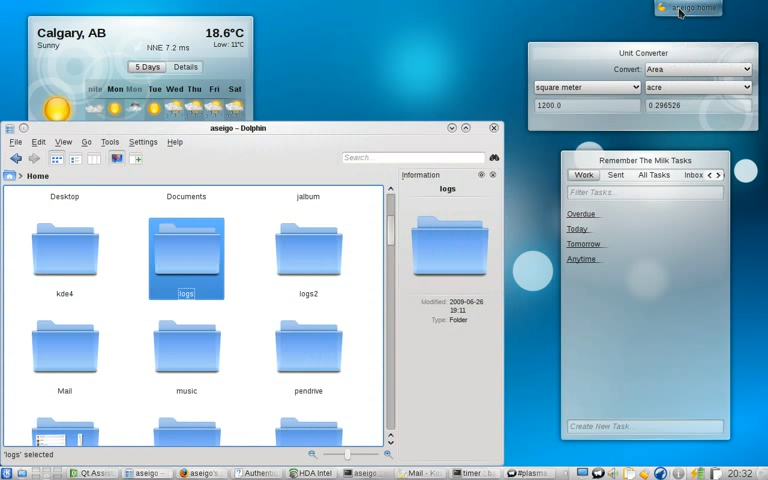 aseigo home
Calgary, AB
18.6°C
Sunny
NNE 7.2 ms
Low: 11°C
5 Days
Details
nite Mon Mon Tue Wed Thu Fri Sat
Unit Converter
Convert: Area
square meter
acre
1200.0
0.296526
aseigo – Dolphin
File Edit View Go Tools Settings Help
Search...
Home
Desktop
Documents
jalbum
kde4
logs
logs2
Mail
music
pendrive
'logs' selected
Information
logs
Modified: 2009-06-26
19:11
Type: Folder
Remember The Milk Tasks
Work Sent All Tasks Inbox
Filter Tasks...
Overdue
Today
Tomorrow
Anytime
Create New Task...
Qt Assis
aseigo –
aseigo's
Authenti
HDA Intel
aseigo
Mail – Ko
timer : ba
#plasma
20:32